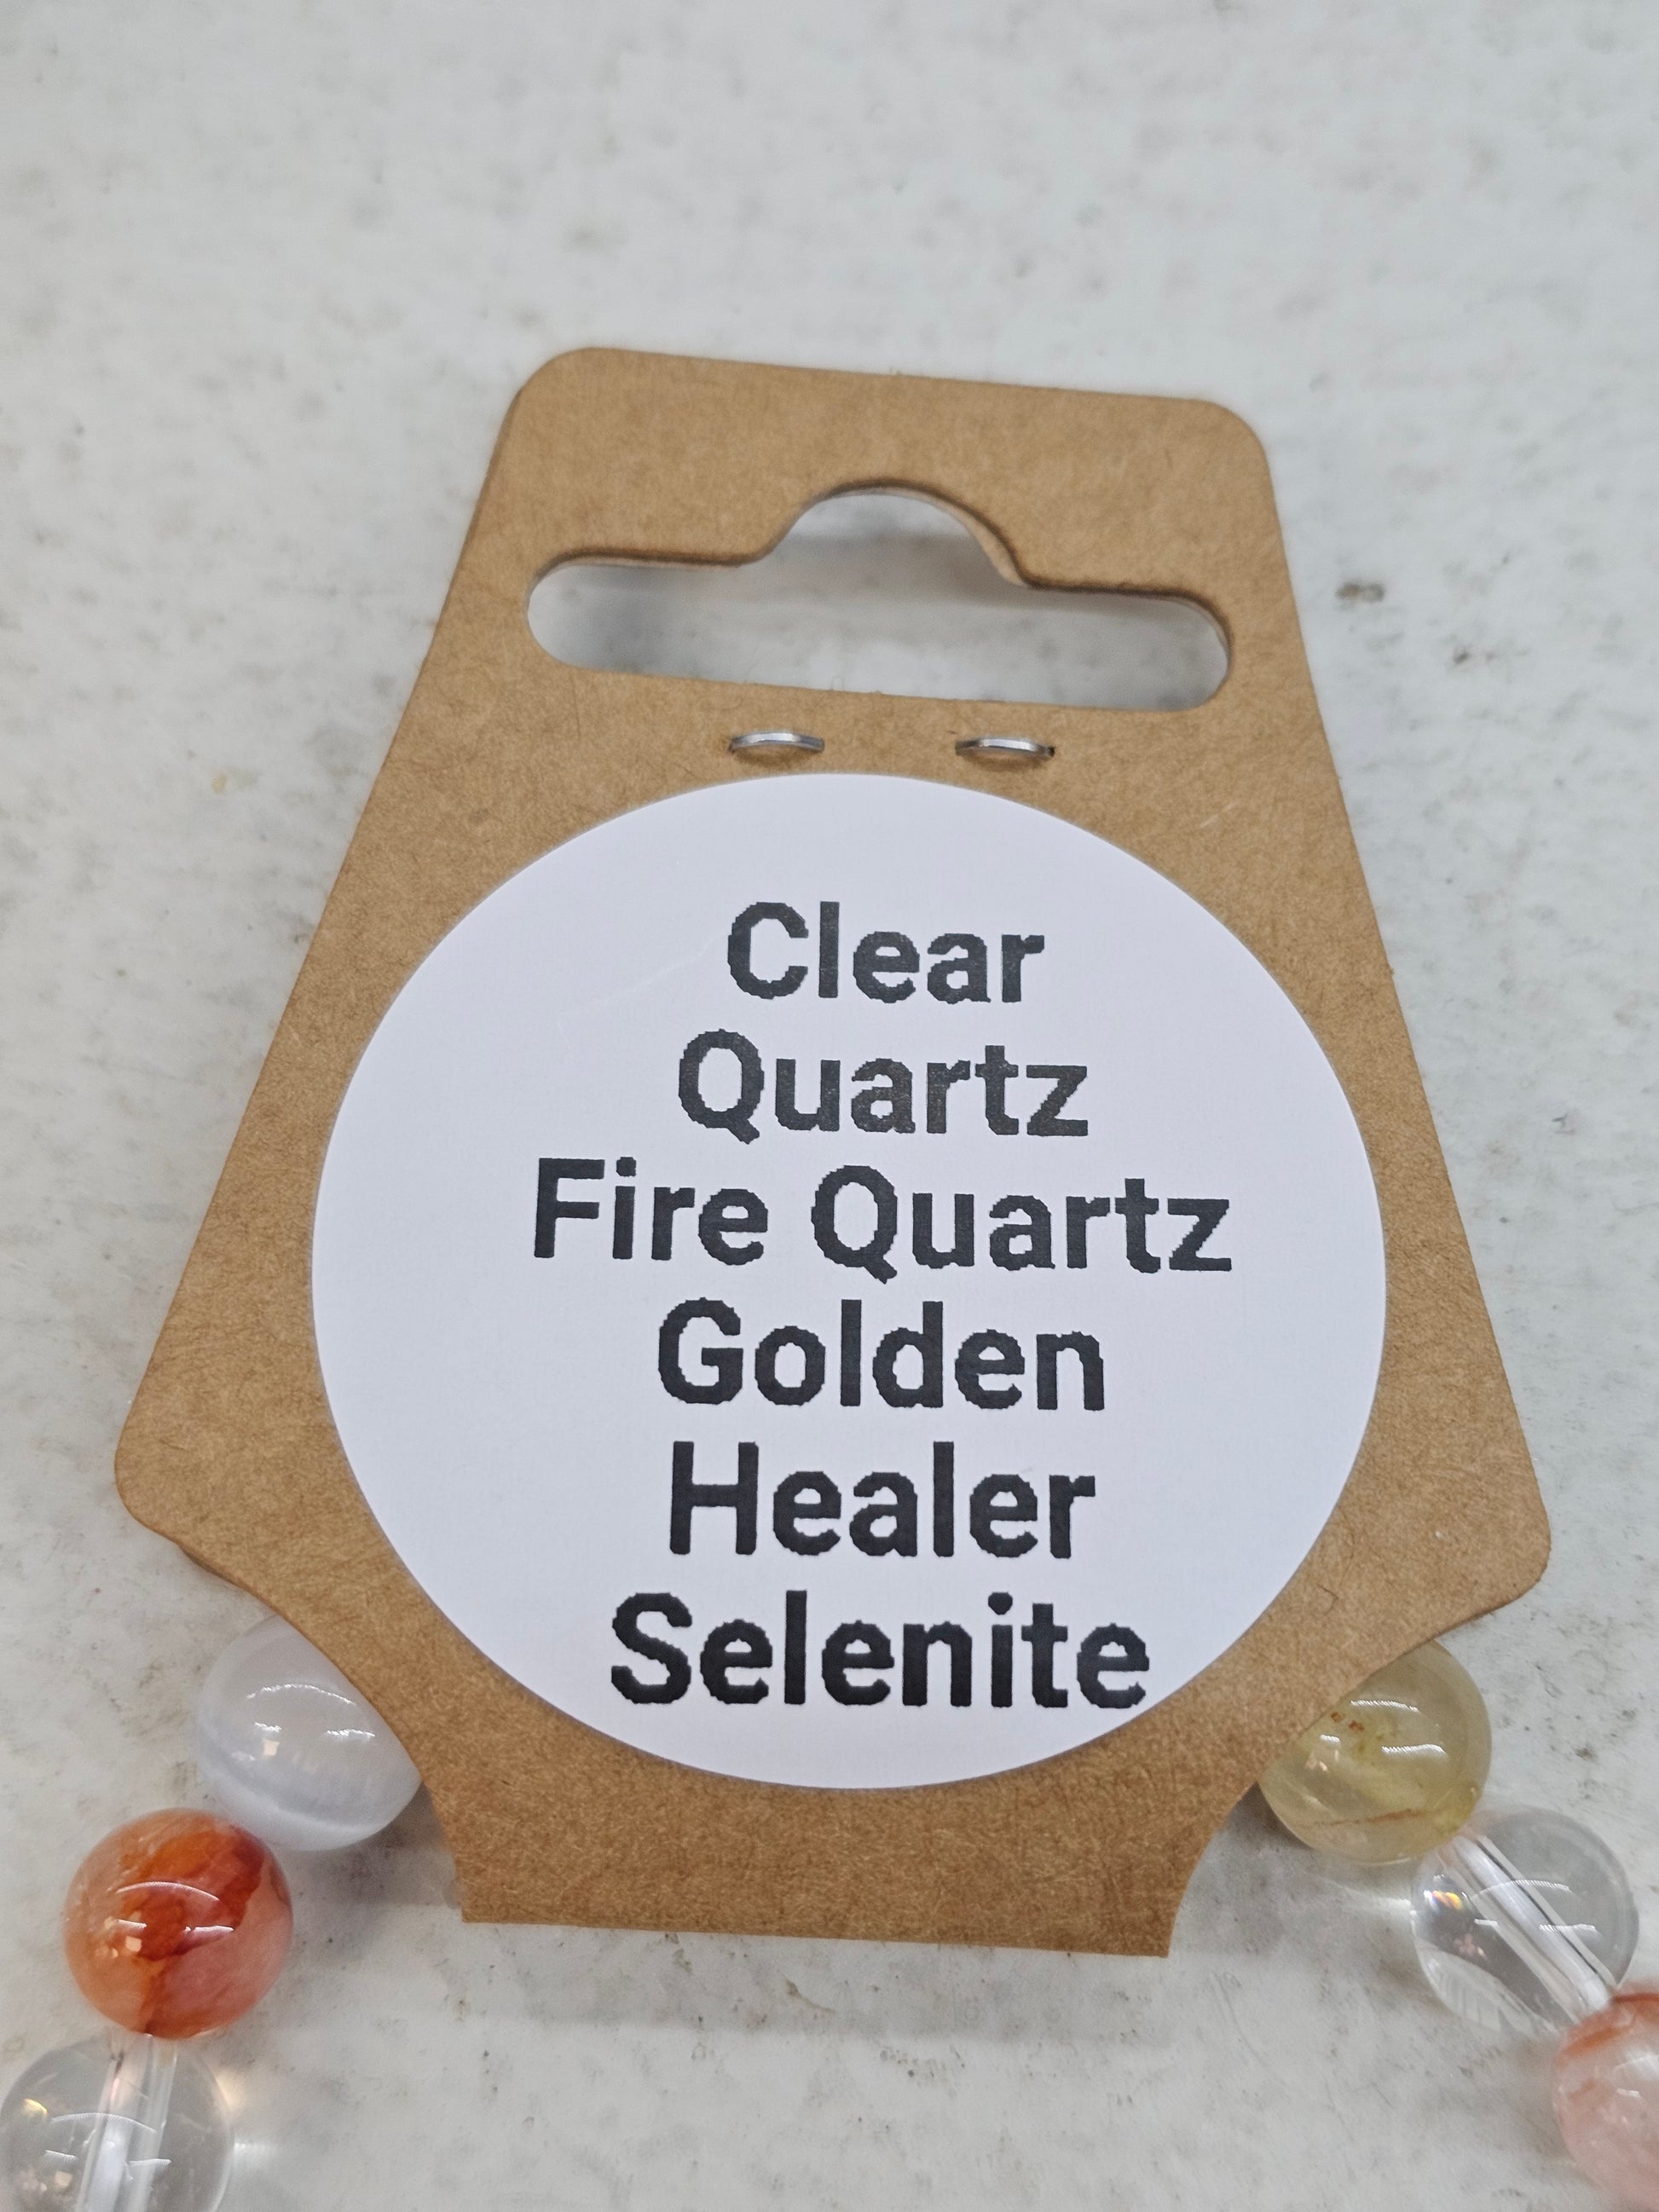 Clear
Quartz
Fire Quartz
Golden
Healer
Selenite